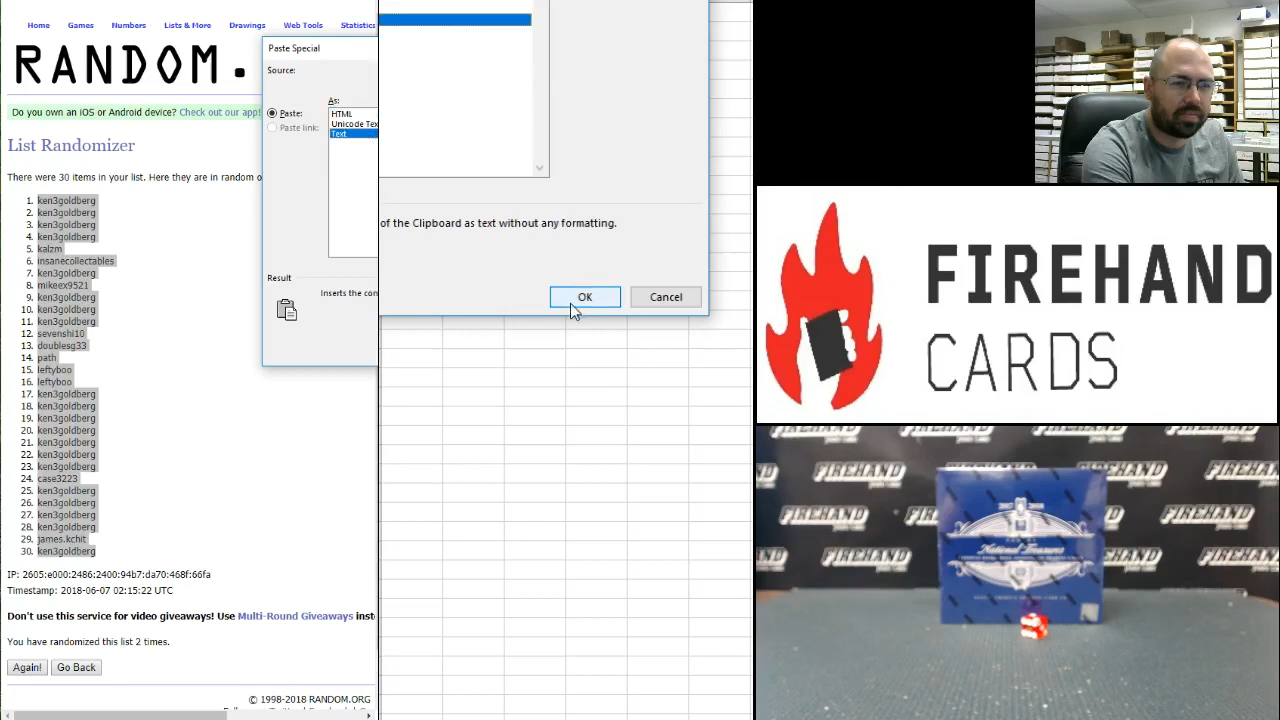 Home Games Numbers Lists & More Drawings Web Tools Statistics
RANDOM.
Do you own an iOS or Android device? Check out our app!
List Randomizer
There were 30 items in your list. Here they are in random o
1. ken3goldberg
2. ken3goldberg
3. ken3goldberg
4. ken3goldberg
5. kalzm
6. insanecollectables
7. ken3goldberg
8. mikeex9521
9. ken3goldberg
10. ken3goldberg
11. ken3goldberg
12. sevenshi10
13. doublesg33
14. path
15. leftyboo
16. leftyboo
17. ken3goldberg
18. ken3goldberg
19. ken3goldberg
20. ken3goldberg
21. ken3goldberg
22. ken3goldberg
23. ken3goldberg
24. case3223
25. ken3goldberg
26. ken3goldberg
27. ken3goldberg
28. ken3goldberg
29. james.kchit
30. ken3goldberg
IP: 2605:e000:2486:2400:94b7:da70:468f:66fa
Timestamp: 2018-06-07 02:15:22 UTC
Don't use this service for video giveaways! Use Multi-Round Giveaways inst
You have randomized this list 2 times.
Again! Go Back
© 1998-2018 RANDOM.ORG
Paste Special
Source:
As:
Paste:
Paste link:
HTML
Unicode Tex
Text
Result
Inserts the con
of the Clipboard as text without any formatting.
OK Cancel
FIREHAND
CARDS
FIREHAND
FIREHAND
FIREHAND
FIREHAND
FIREHAND
National Treasures